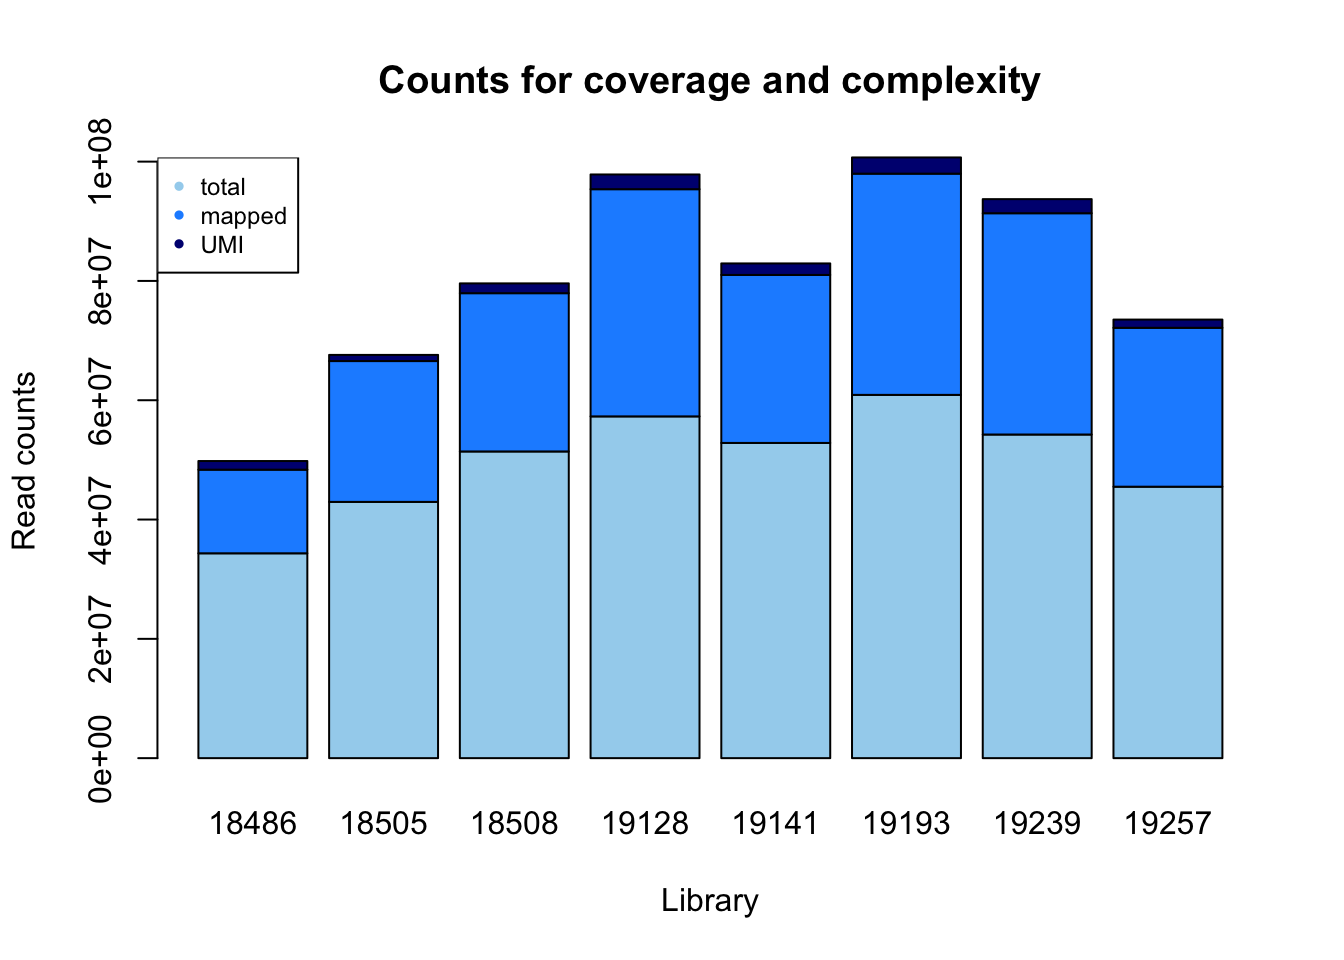 Counts for coverage and complexity
total
mapped
UMI
Read counts
1e+08
8e+07
6e+07
4e+07
2e+07
0e+00
18486 18505 18508 19128 19141 19193 19239 19257
Library